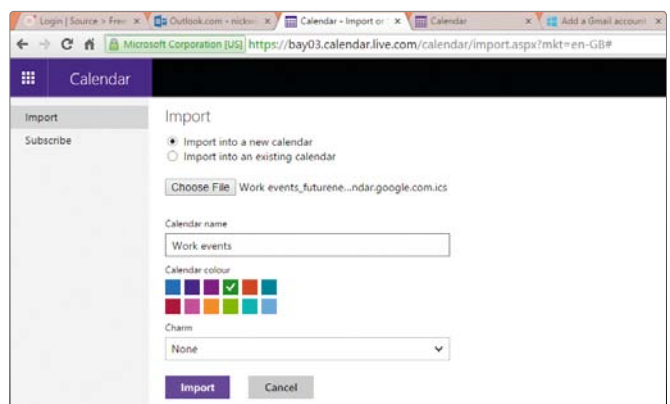 Login | Source > Free
Outlook.com - nickw
Calendar - Import or
Calendar
Add a Gmail account
Microsoft Corporation [US] https://bay03.calendar.live.com/calendar/import.aspx?mkt=en-GB#
Calendar
Import
Subscribe
Import
Import into a new calendar
Import into an existing calendar
Choose File Work events_futurene...ndar.google.com.ics
Calendar name
Work events
Calendar colour
Charm
None
Import Cancel